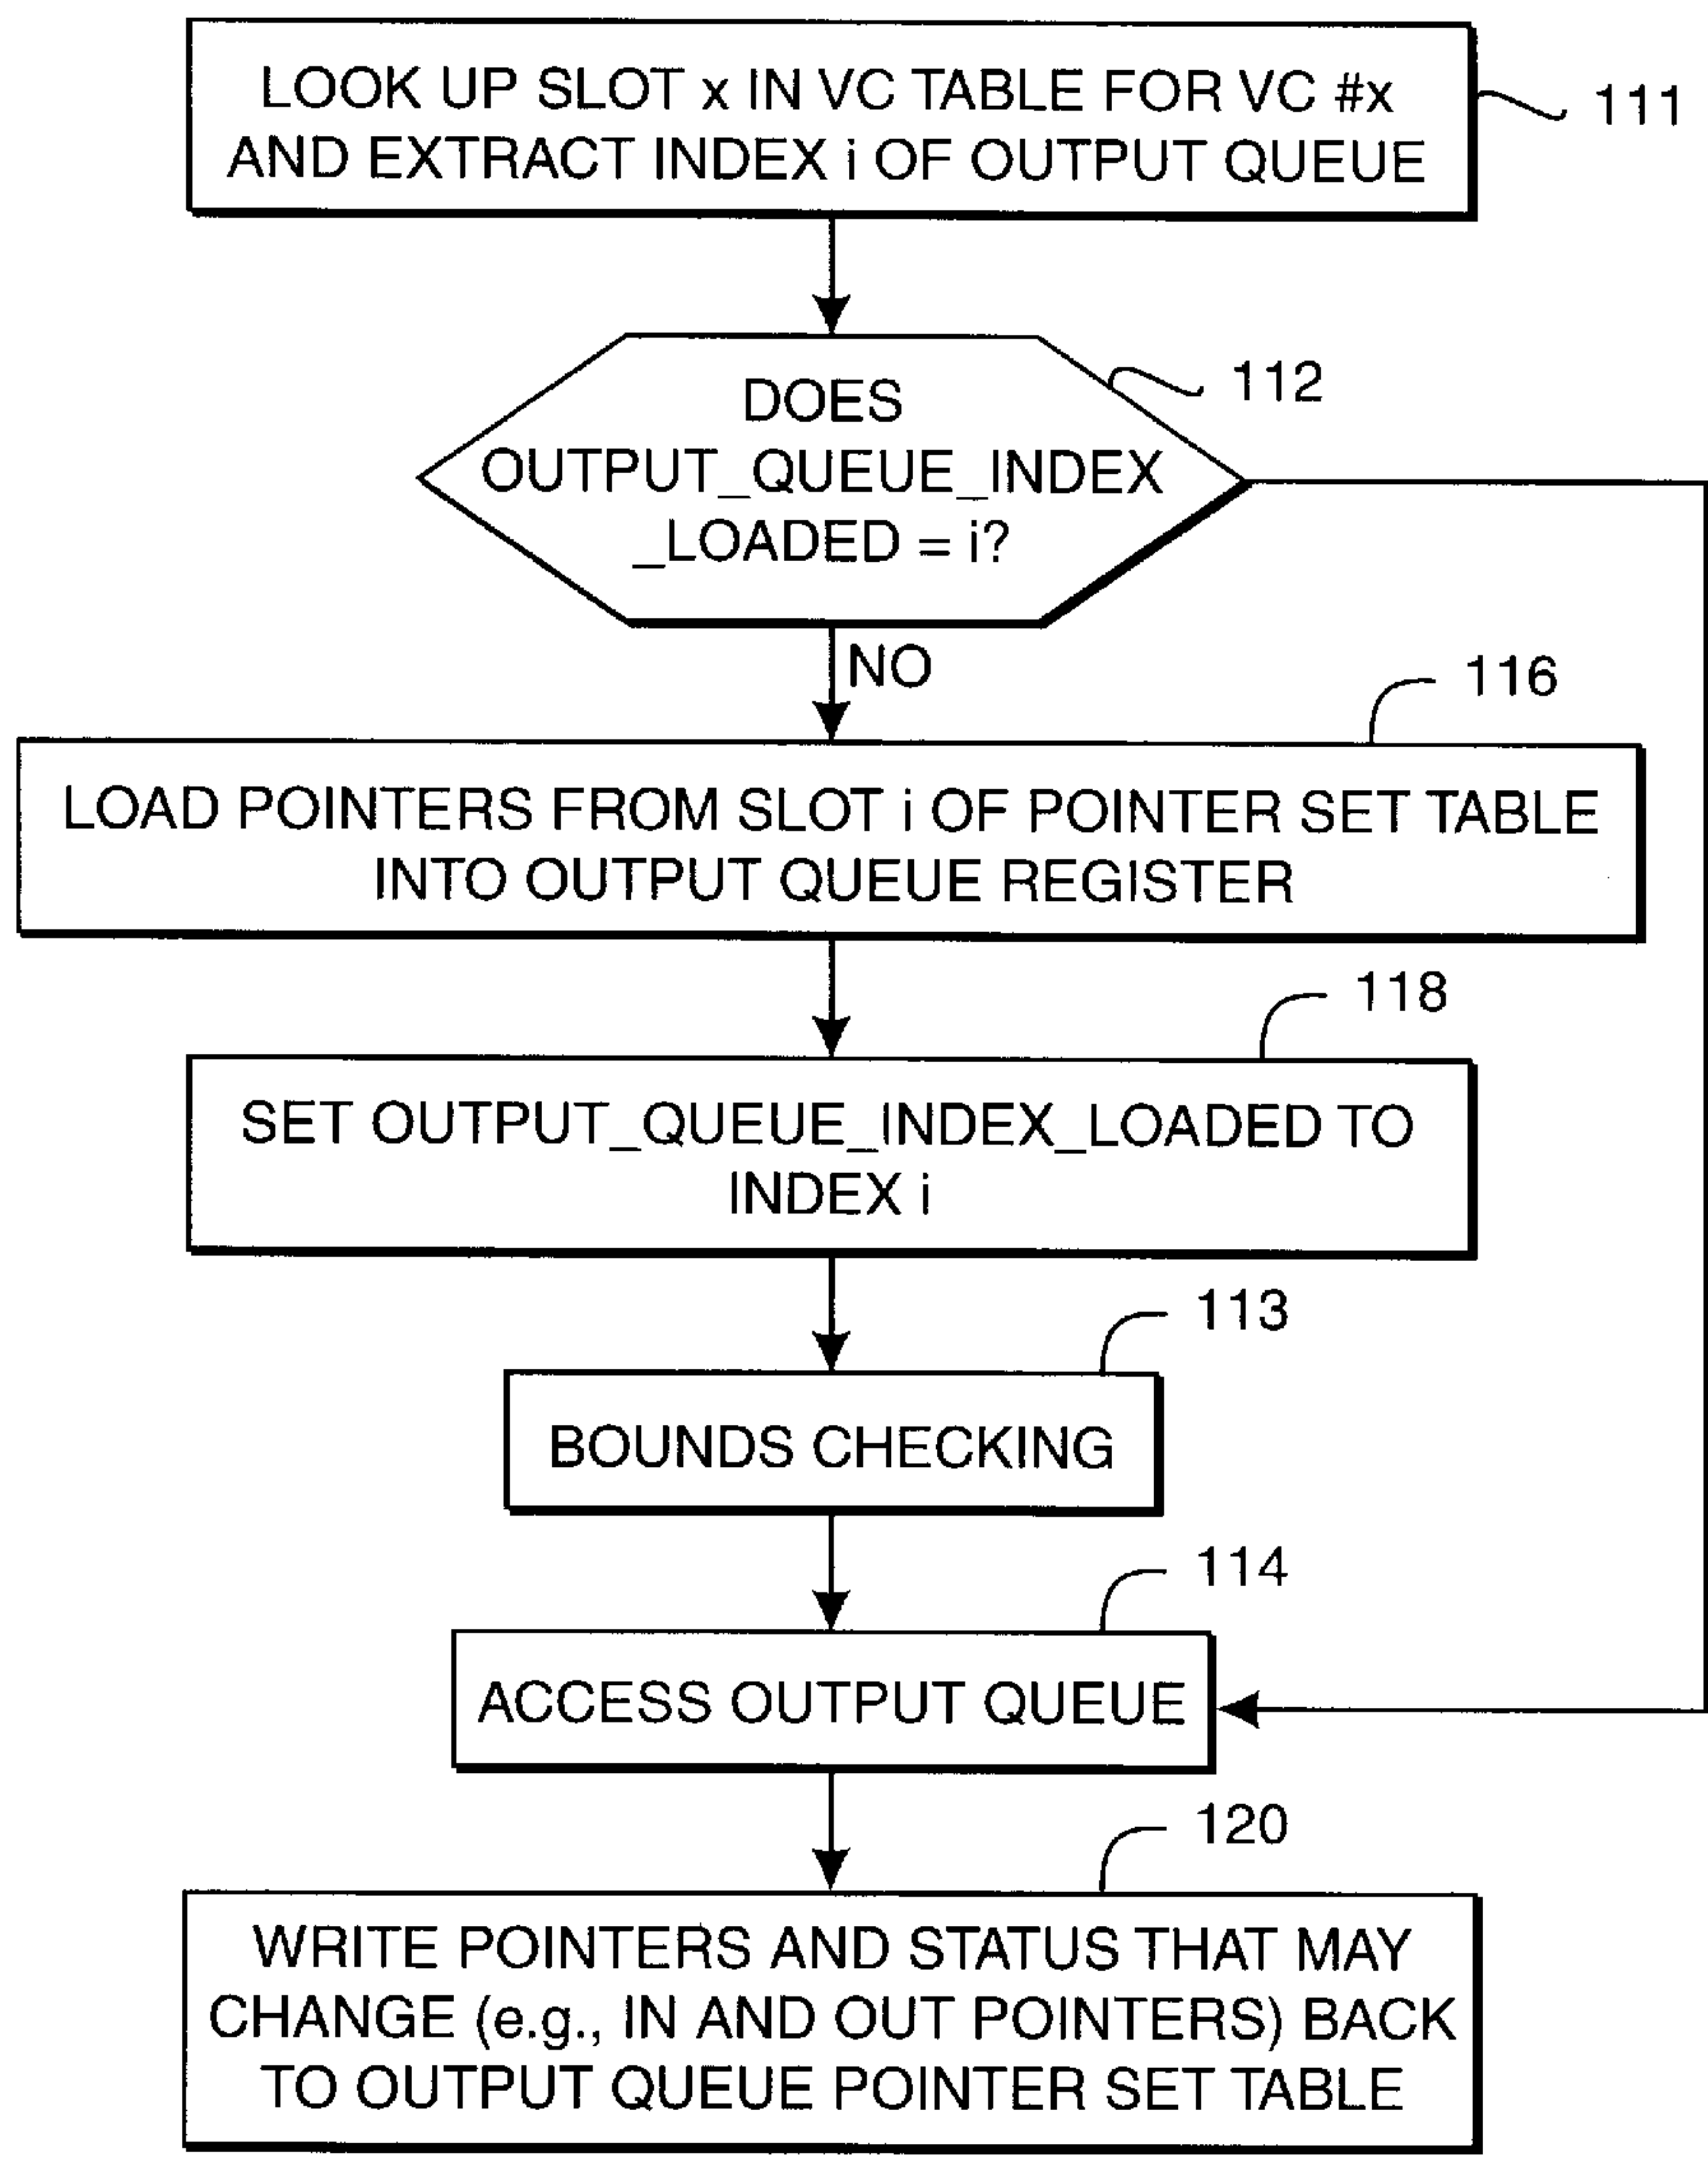 LOOK UP SLOT x IN VC TABLE FOR VC #x
AND EXTRACT INDEX i OF OUTPUT QUEUE
111
DOES
OUTPUT_QUEUE_INDEX
_LOADED = i?
112
NO
116
LOAD POINTERS FROM SLOT i OF POINTER SET TABLE
INTO OUTPUT QUEUE REGISTER
118
SET OUTPUT_QUEUE_INDEX_LOADED TO
INDEX i
113
BOUNDS CHECKING
114
ACCESS OUTPUT QUEUE
120
WRITE POINTERS AND STATUS THAT MAY
CHANGE (e.g., IN AND OUT POINTERS) BACK
TO OUTPUT QUEUE POINTER SET TABLE